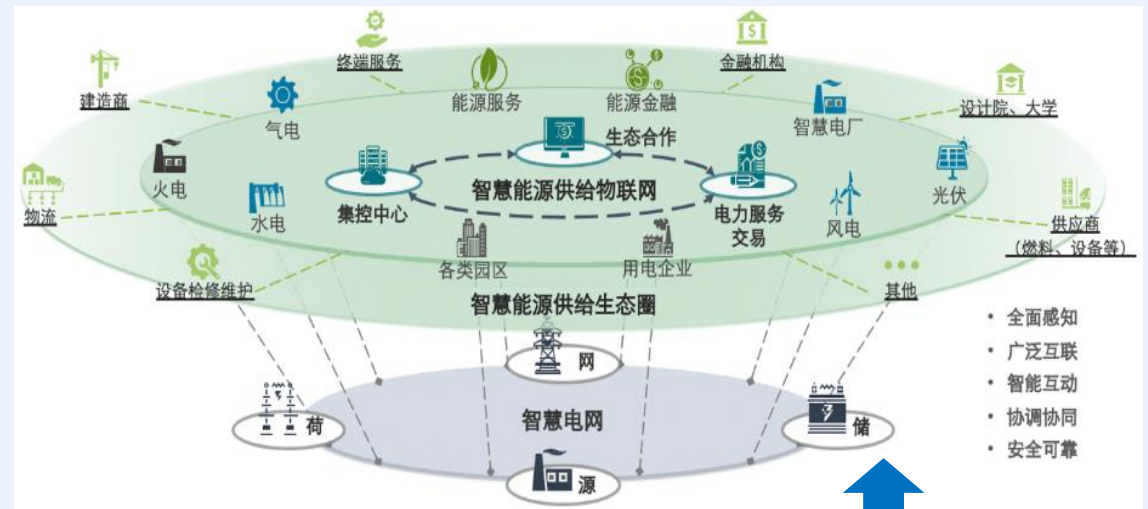 终端服务
金融机构
建造商
能源服务
能源金融
设计院、大学
气电
生态合作
智慧电厂
火电
智慧能源供给物联网
光伏
物流
水电
集控中心
电力服务
交易
风电
供应商
（燃料、设备等）
各类园区
用电企业
设备检修维护
智慧能源供给生态圈
其他
网
智慧电网
荷
储
源
• 全面感知
• 广泛互联
• 智能互动
• 协调协同
• 安全可靠